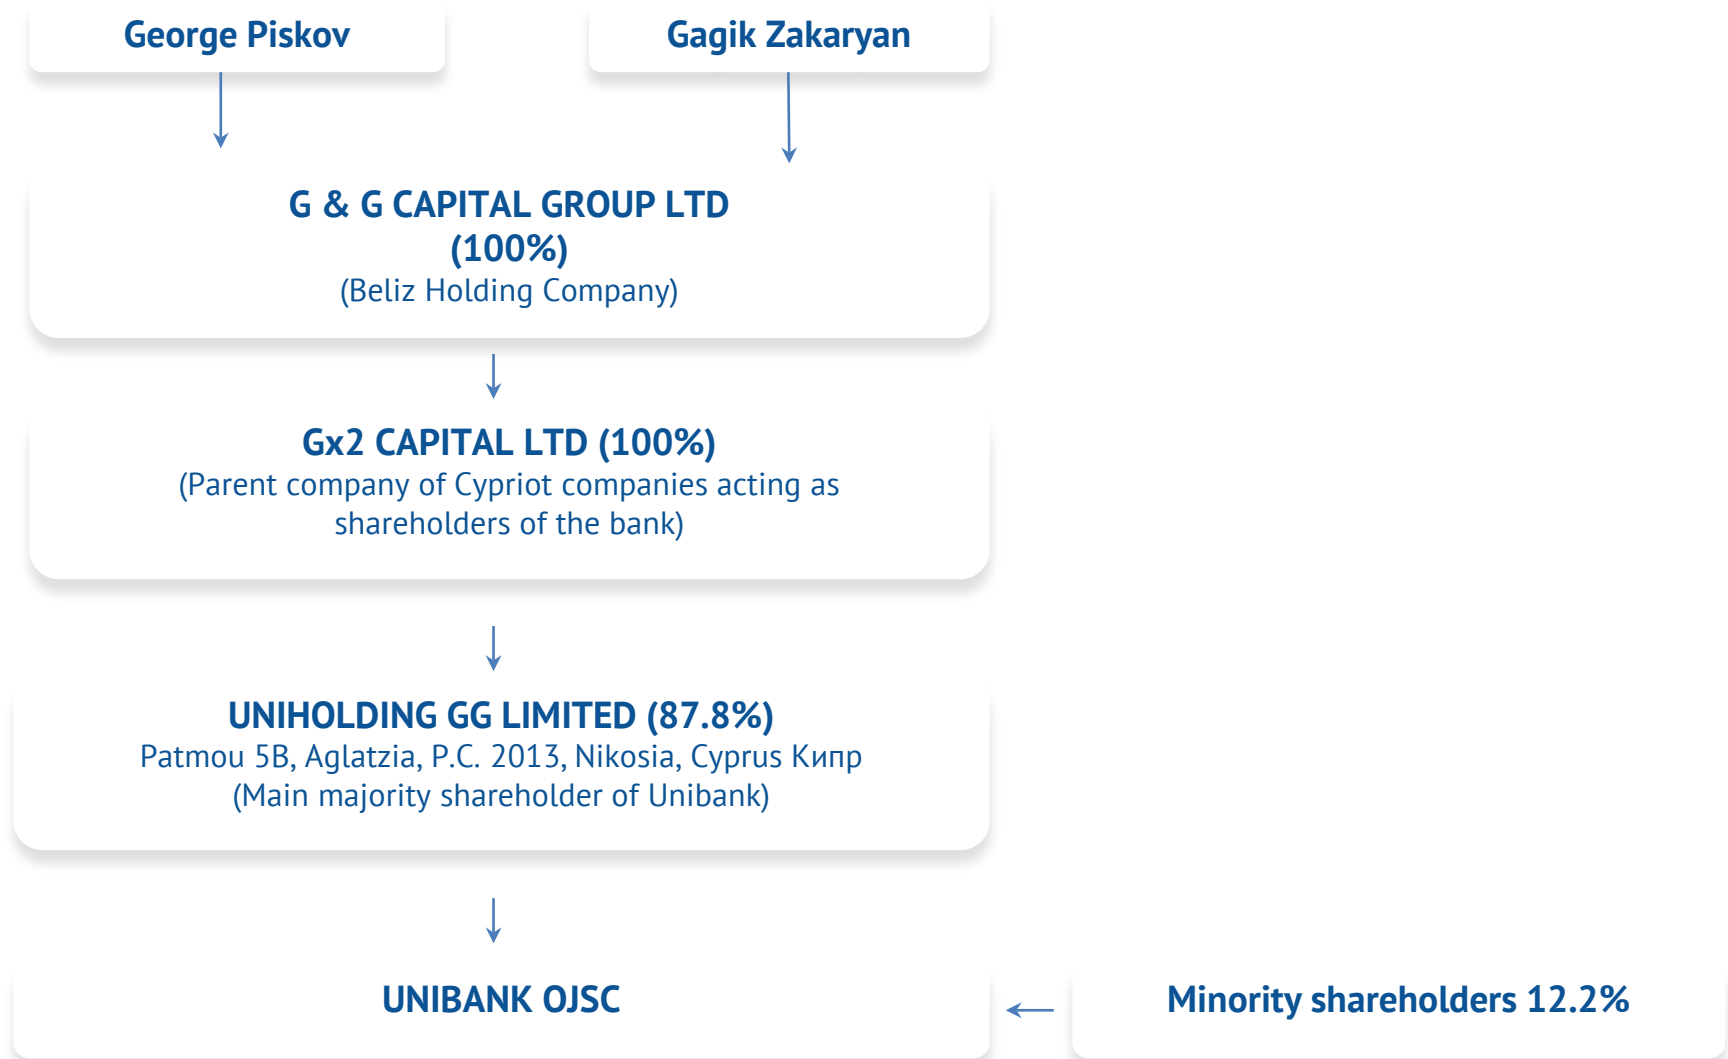 George Piskov
Gagik Zakaryan
G & G CAPITAL GROUP LTD
(100%)
(Beliz Holding Company)
Gx2 CAPITAL LTD (100%)
(Parent company of Cypriot companies acting as
shareholders of the bank)
UNIHOLDING GG LIMITED (87.8%)
Patmou 5B, Aglatzia, P.C. 2013, Nikosia, Cyprus Кипр
(Main majority shareholder of Unibank)
UNIBANK OJSC
Minority shareholders 12.2%